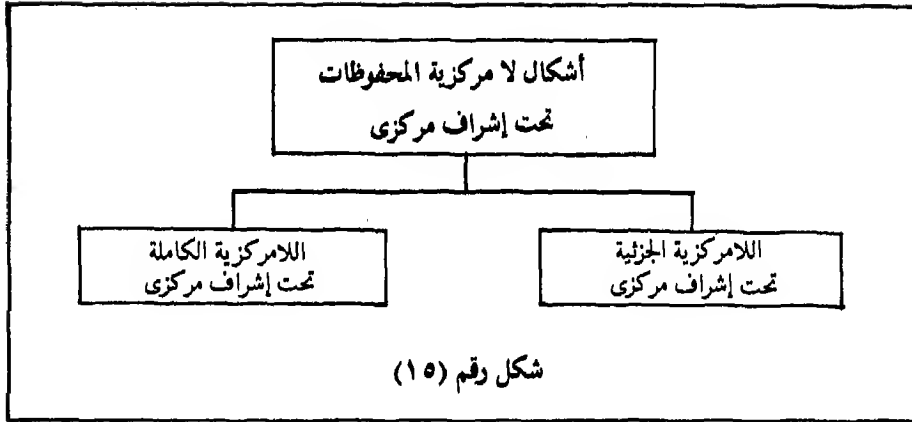 أشكال لا مركزية المحفوظات
تحت إشراف مركزى
اللامركزية الجزئية
تحت إشراف مركزى
اللامركزية الكاملة
تحت إشراف مركزى
شكل رقم (١٥)